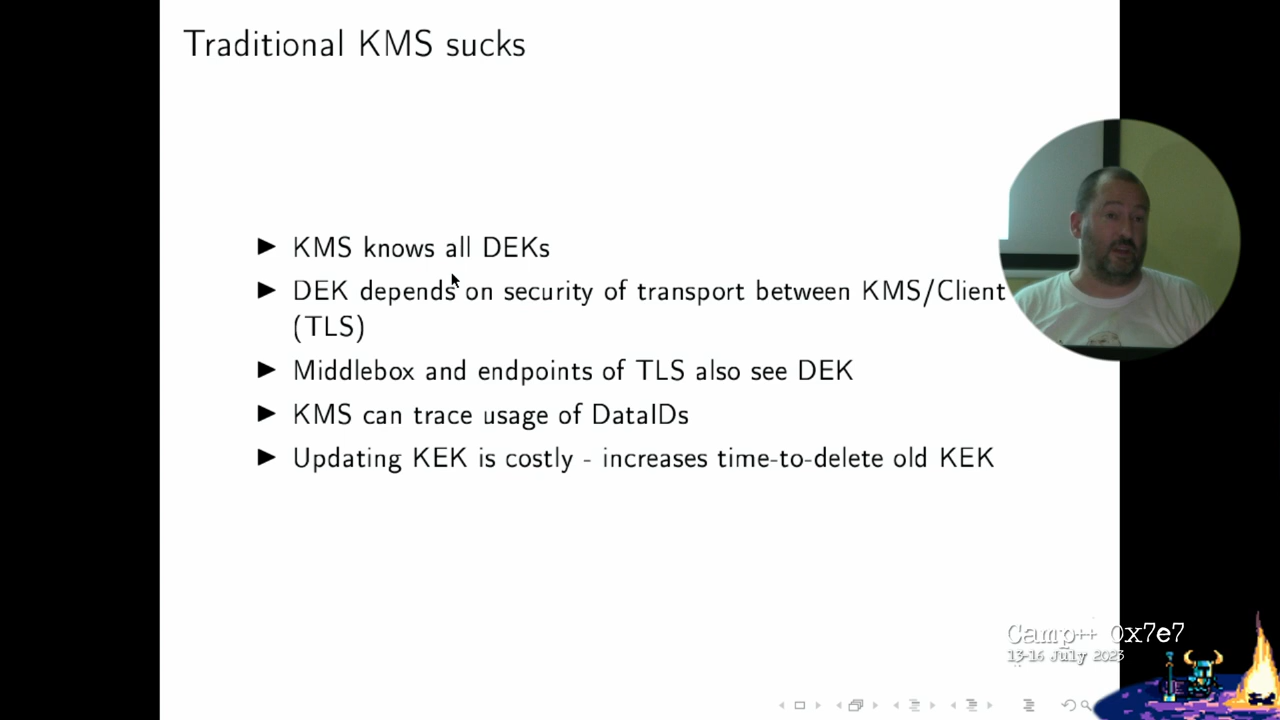 Traditional KMS sucks
KMS knows all DEKs
DEK depends on security of transport between KMS/Client
(TLS)
Middlebox and endpoints of TLS also see DEK
KMS can trace usage of DataIDs
Updating KEK is costly - increases time-to-delete old KEK
Camp++ 0x7e7
13-16 July 2023